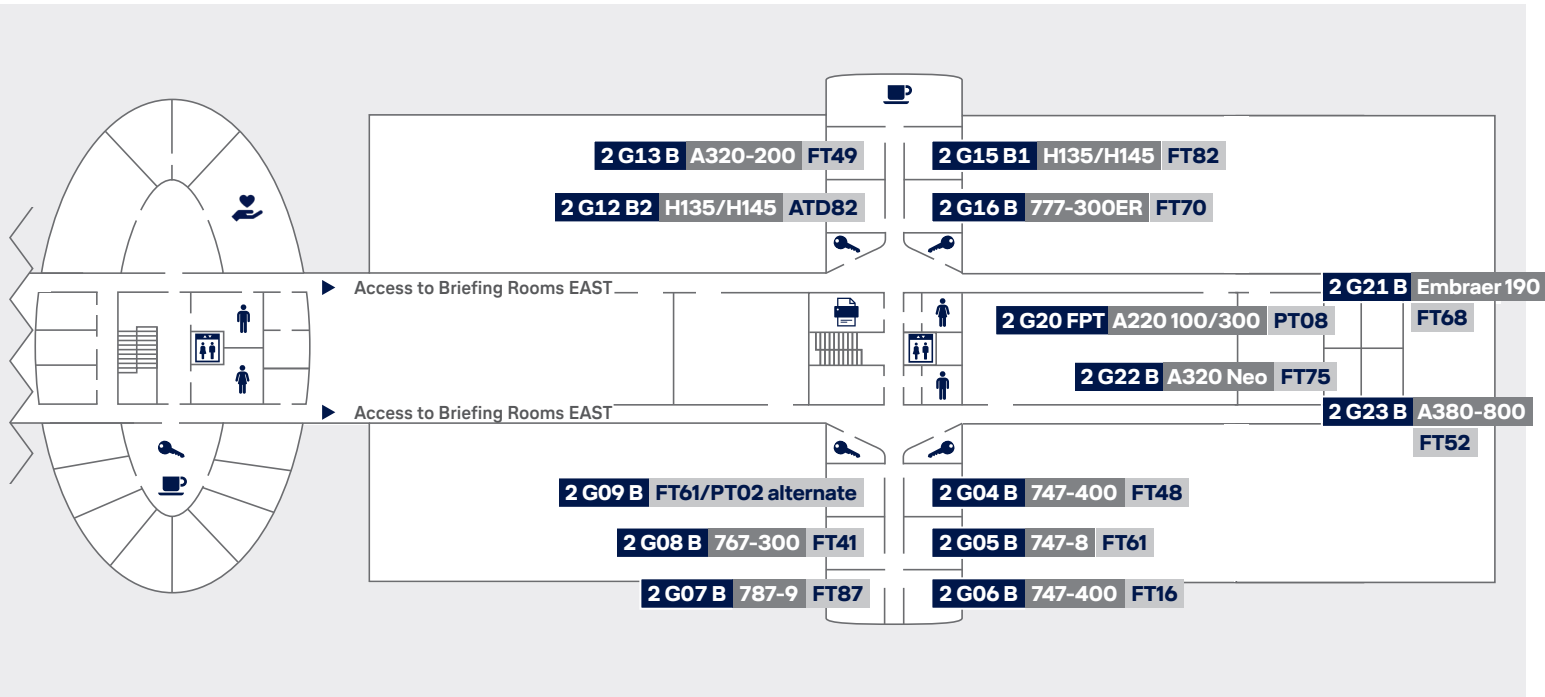 2 G13 B A320-200 FT49
2 G15 B1 H135/H145 FT82
2 G12 B2 H135/H145 ATD82
2 G16 B 777-300ER FT70
Access to Briefing Rooms EAST
2 G21 B Embraer 190
FT68
2 G20 FPT A220 100/300 PT08
2 G22 B A320 Neo FT75
Access to Briefing Rooms EAST
2 G23 B A380-800
FT52
2 G09 B FT61/PT02 alternate
2 G04 B 747-400 FT48
2 G08 B 767-300 FT41
2 G05 B 747-8 FT61
2 G07 B 787-9 FT87
2 G06 B 747-400 FT16